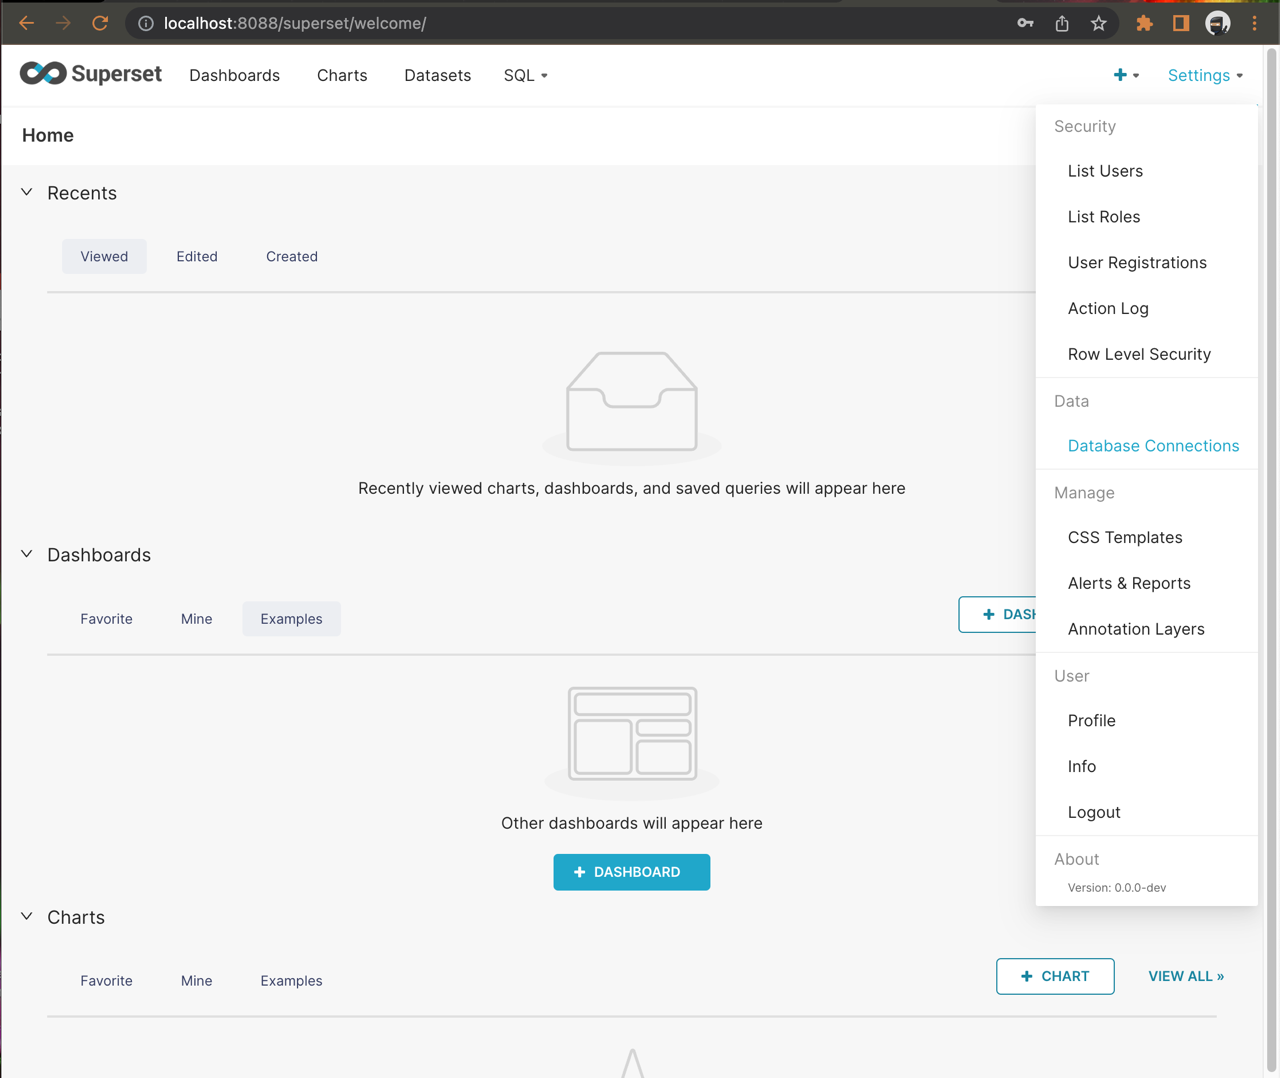 localhost:8088/superset/welcome/
Superset Dashboards Charts Datasets SQL Settings
Home
Recents
Viewed Edited Created
Recently viewed charts, dashboards, and saved queries will appear here
Dashboards
Favorite Mine Examples
+ DASH
Other dashboards will appear here
+ DASHBOARD
Charts
Favorite Mine Examples
+ CHART VIEW ALL »
Security
List Users
List Roles
User Registrations
Action Log
Row Level Security
Data
Database Connections
Manage
CSS Templates
Alerts & Reports
Annotation Layers
User
Profile
Info
Logout
About
Version: 0.0.0-dev